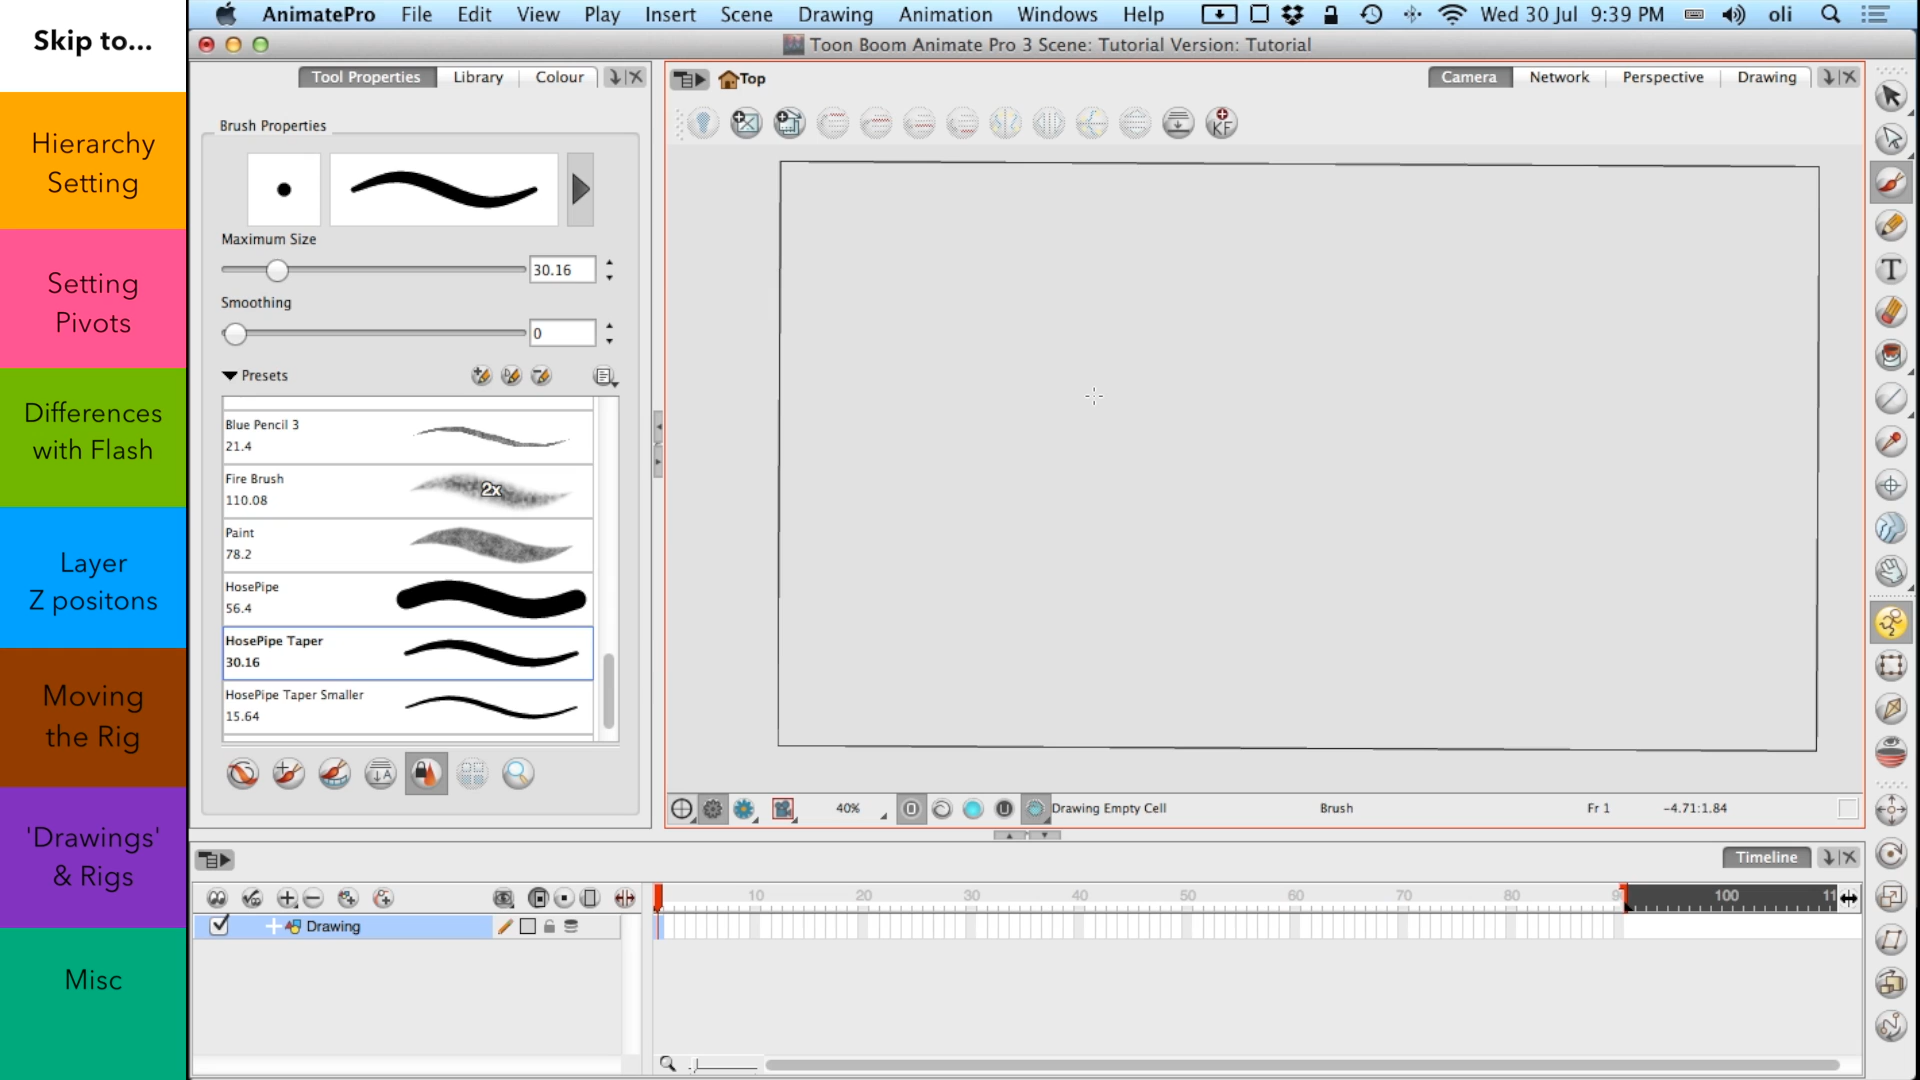 Skip to...
Hierarchy
Setting
Setting
Pivots
Differences
with Flash
Layer
Z positons
Moving
the Rig
'Drawings'
& Rigs
Misc
AnimatePro File Edit View Play Insert Scene Drawing Animation Windows Help Wed 30 Jul 9:39 PM oli
Toon Boom Animate Pro 3 Scene: Tutorial Version: Tutorial
Tool Properties Library Colour
Brush Properties
Maximum Size
30.16
Smoothing
0
Presets
Blue Pencil 3
21.4
Fire Brush
110.08
2x
Paint
78.2
HosePipe
56.4
HosePipe Taper
30.16
HosePipe Taper Smaller
15.64
Top
Camera Network Perspective Drawing
KF
T
40% Drawing Empty Cell Brush Fr 1 -4.71:1.84
Timeline
10 20 30 40 50 60 70 80 9 100 11
Drawing